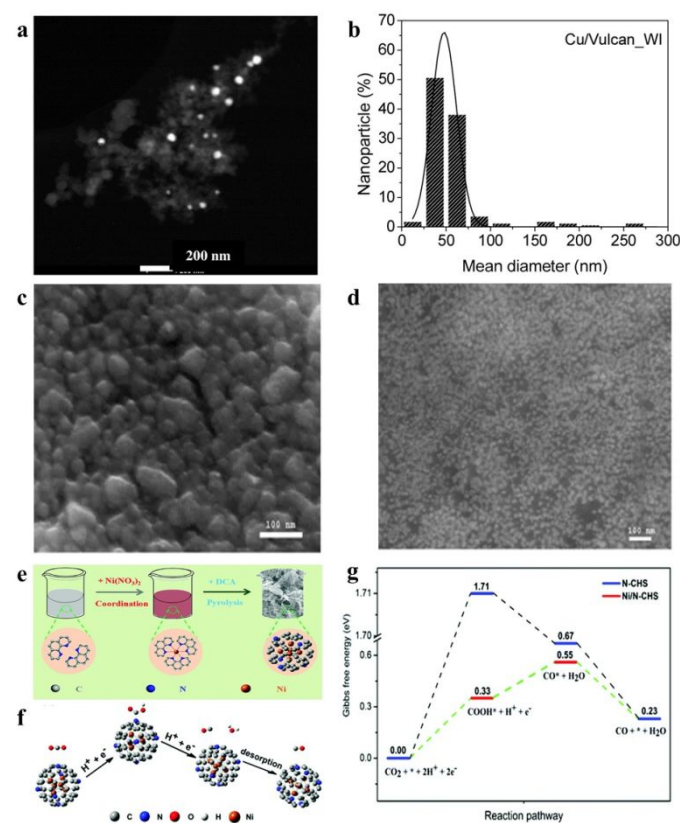 a
200 nm
b
Cu/Vulcan_WI
Nanoparticle (%)
70
60
50
40
30
20
10
0
0 50 100 150 200 250 300
Mean diameter (nm)
c
100 nm
d
100 nm
e
+ Ni(NO₃)₂
Coordination
+ DCA
Pyrolysis
C N Ni
f
H⁺ + e⁻
H⁺ + e⁻
desorption
C N O H Ni
g
N-CHS
Ni/N-CHS
Gibbs free energy (eV)
1.71
1.70
0.6
0.3
0.0
1.71
0.67
0.55
CO* + H₂O
0.33
COOH* + H⁺ + e⁻
0.23
CO + * + H₂O
0.00
CO₂ + * + 2H⁺ + 2e⁻
Reaction pathway